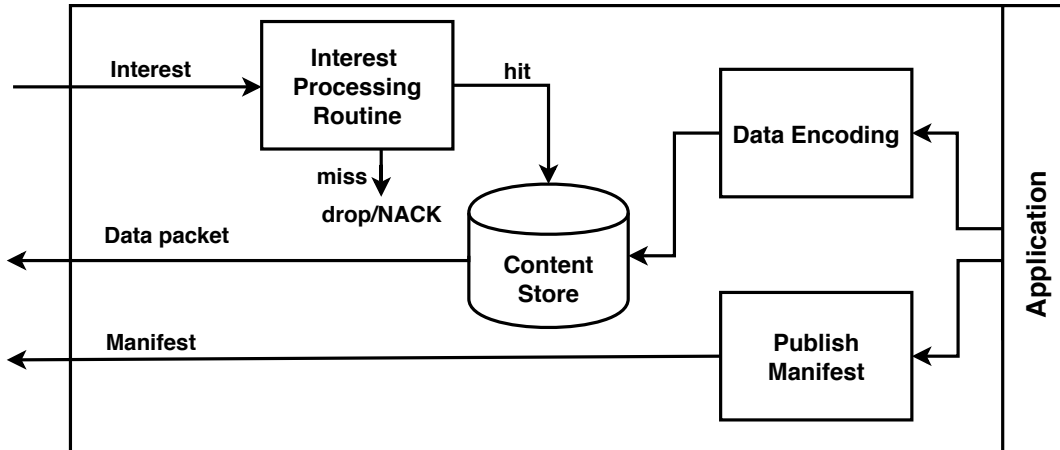 Interest
Interest
Processing
Routine
hit
miss
drop/NACK
Data Encoding
Data packet
Content
Store
Manifest
Publish
Manifest
Application